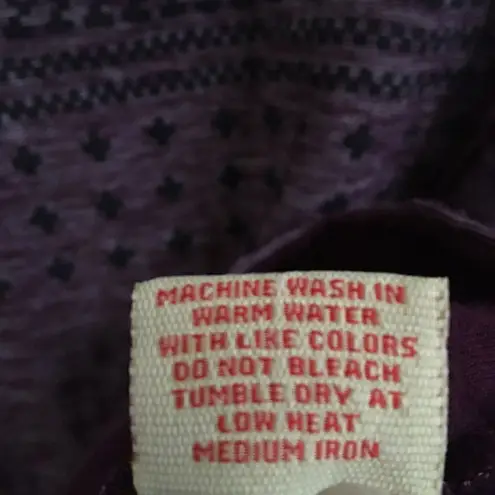 MACHINE WASH IN
WARM WATER
WITH LIKE COLORS
DO NOT BLEACH
TUMBLE DRY AT
LOW HEAT
MEDIUM IRON